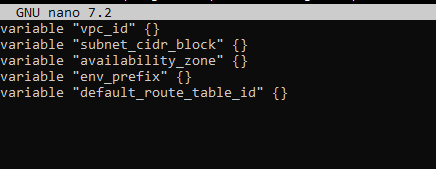 GNU nano 7.2
variable "vpc_id" {}
variable "subnet_cidr_block" {}
variable "availability_zone" {}
variable "env_prefix" {}
variable "default_route_table_id" {}